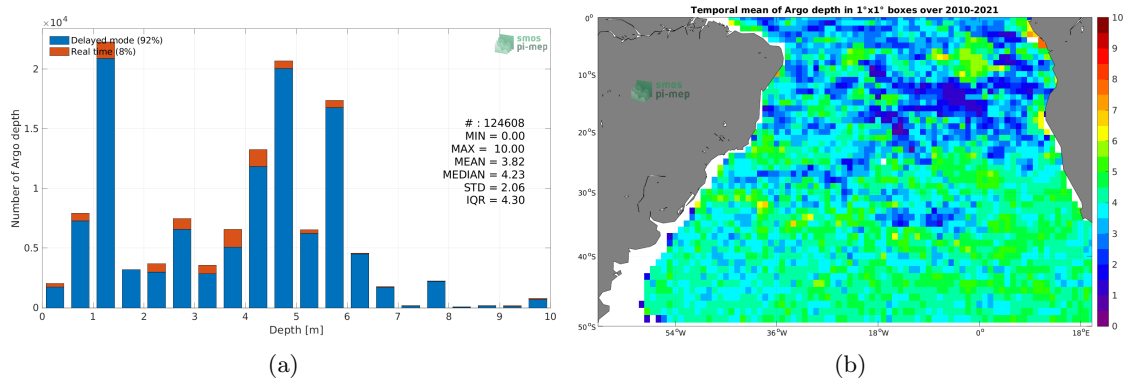 ×10⁴
Delayed mode (92%)
Real time (8%)
smos
pi-mep
Number of Argo depth
2
1.5
1
0.5
0
# : 124608
MIN = 0.00
MAX = 10.00
MEAN = 3.82
MEDIAN = 4.23
STD = 2.06
IQR = 4.30
0 1 2 3 4 5 6 7 8 9 10
Depth [m]
(a)
Temporal mean of Argo depth in 1°x1° boxes over 2010-2021
smos
pi-mep
0°
10°S
20°S
30°S
40°S
50°S
54°W 36°W 18°W 0° 18°E
10
9
8
7
6
5
4
3
2
1
0
(b)